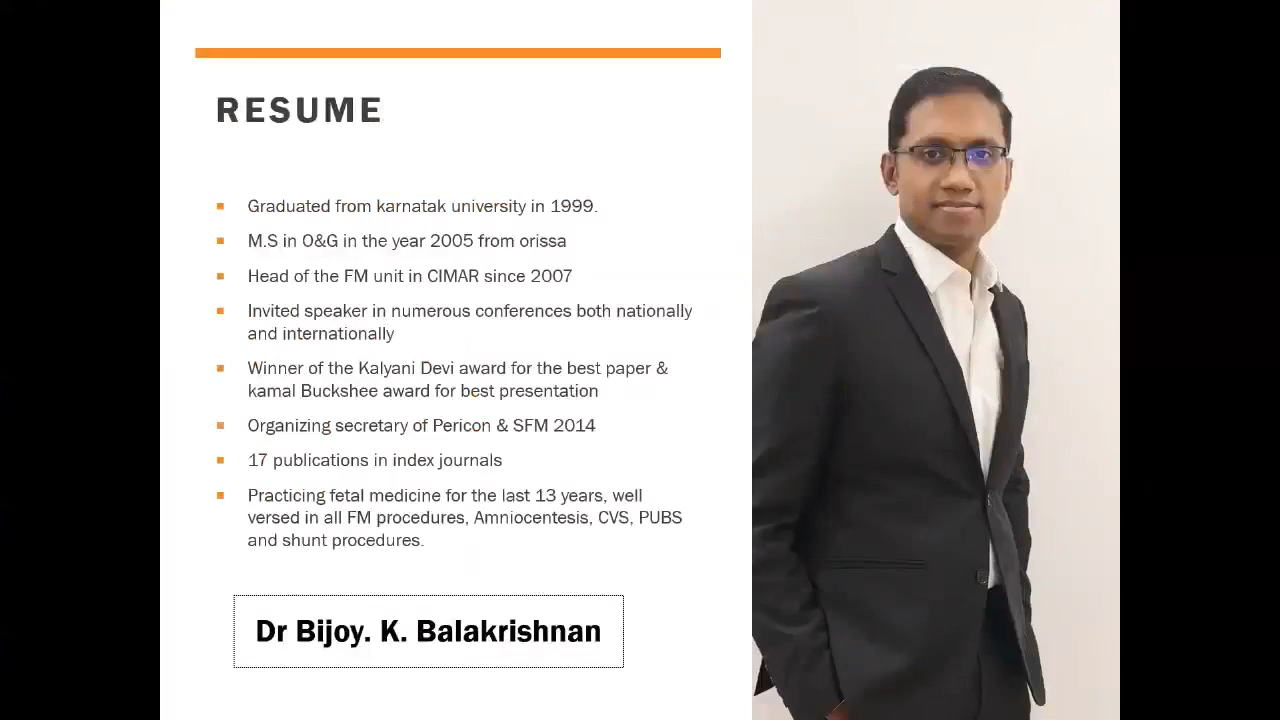 RESUME
Graduated from karnatak university in 1999.
M.S in O&G in the year 2005 from orissa
Head of the FM unit in CIMAR since 2007
Invited speaker in numerous conferences both nationally
and internationally
Winner of the Kalyani Devi award for the best paper &
kamal Buckshee award for best presentation
Organizing secretary of Pericon & SFM 2014
17 publications in index journals
Practicing fetal medicine for the last 13 years, well
versed in all FM procedures, Amniocentesis, CVS, PUBS
and shunt procedures.
Dr Bijoy. K. Balakrishnan